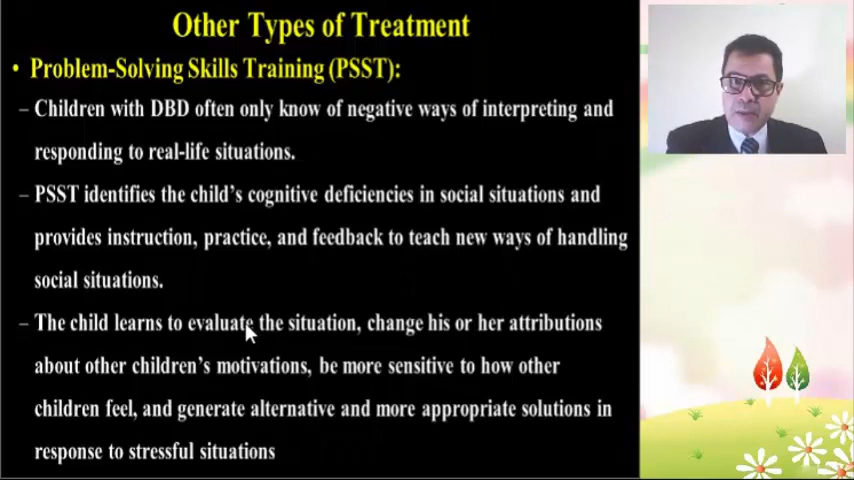 Other Types of Treatment
• Problem-Solving Skills Training (PSST):
– Children with DBD often only know of negative ways of interpreting and
responding to real-life situations.
– PSST identifies the child's cognitive deficiencies in social situations and
provides instruction, practice, and feedback to teach new ways of handling
social situations.
– The child learns to evaluate the situation, change his or her attributions
about other children's motivations, be more sensitive to how other
children feel, and generate alternative and more appropriate solutions in
response to stressful situations